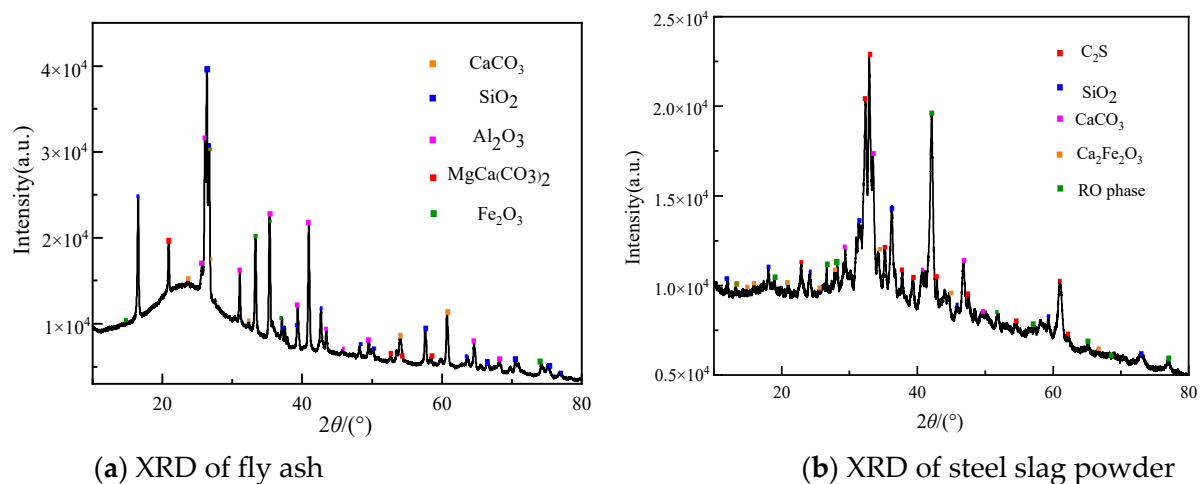 4×10⁴
3×10⁴
2×10⁴
1×10⁴
Intensity(a.u.)
CaCO₃
SiO₂
Al₂O₃
MgCa(CO3)2
Fe₂O₃
20
40
60
80
2θ/(°)
(a) XRD of fly ash
2.5×10⁴
2.0×10⁴
1.5×10⁴
1.0×10⁴
5.0×10³
Intensity(a.u.)
C₂S
SiO₂
CaCO₃
Ca₂Fe₂O₃
RO phase
20
40
60
80
2θ/(°)
(b) XRD of steel slag powder